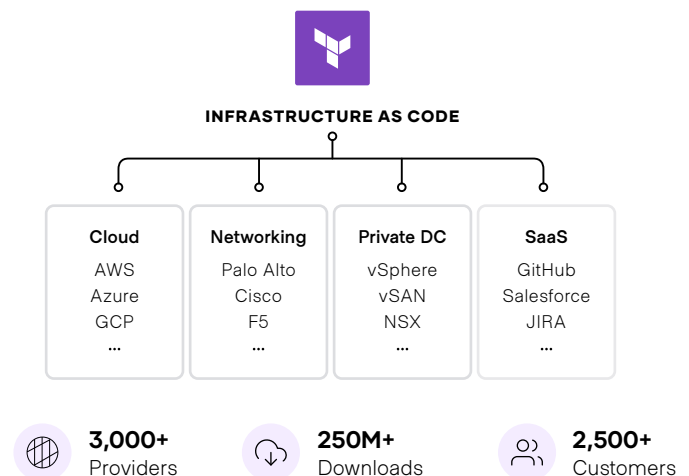 INFRASTRUCTURE AS CODE
Cloud
AWS
Azure
GCP
...
Networking
Palo Alto
Cisco
F5
...
Private DC
vSphere
vSAN
NSX
...
SaaS
GitHub
Salesforce
JIRA
...
3,000+
Providers
250M+
Downloads
2,500+
Customers